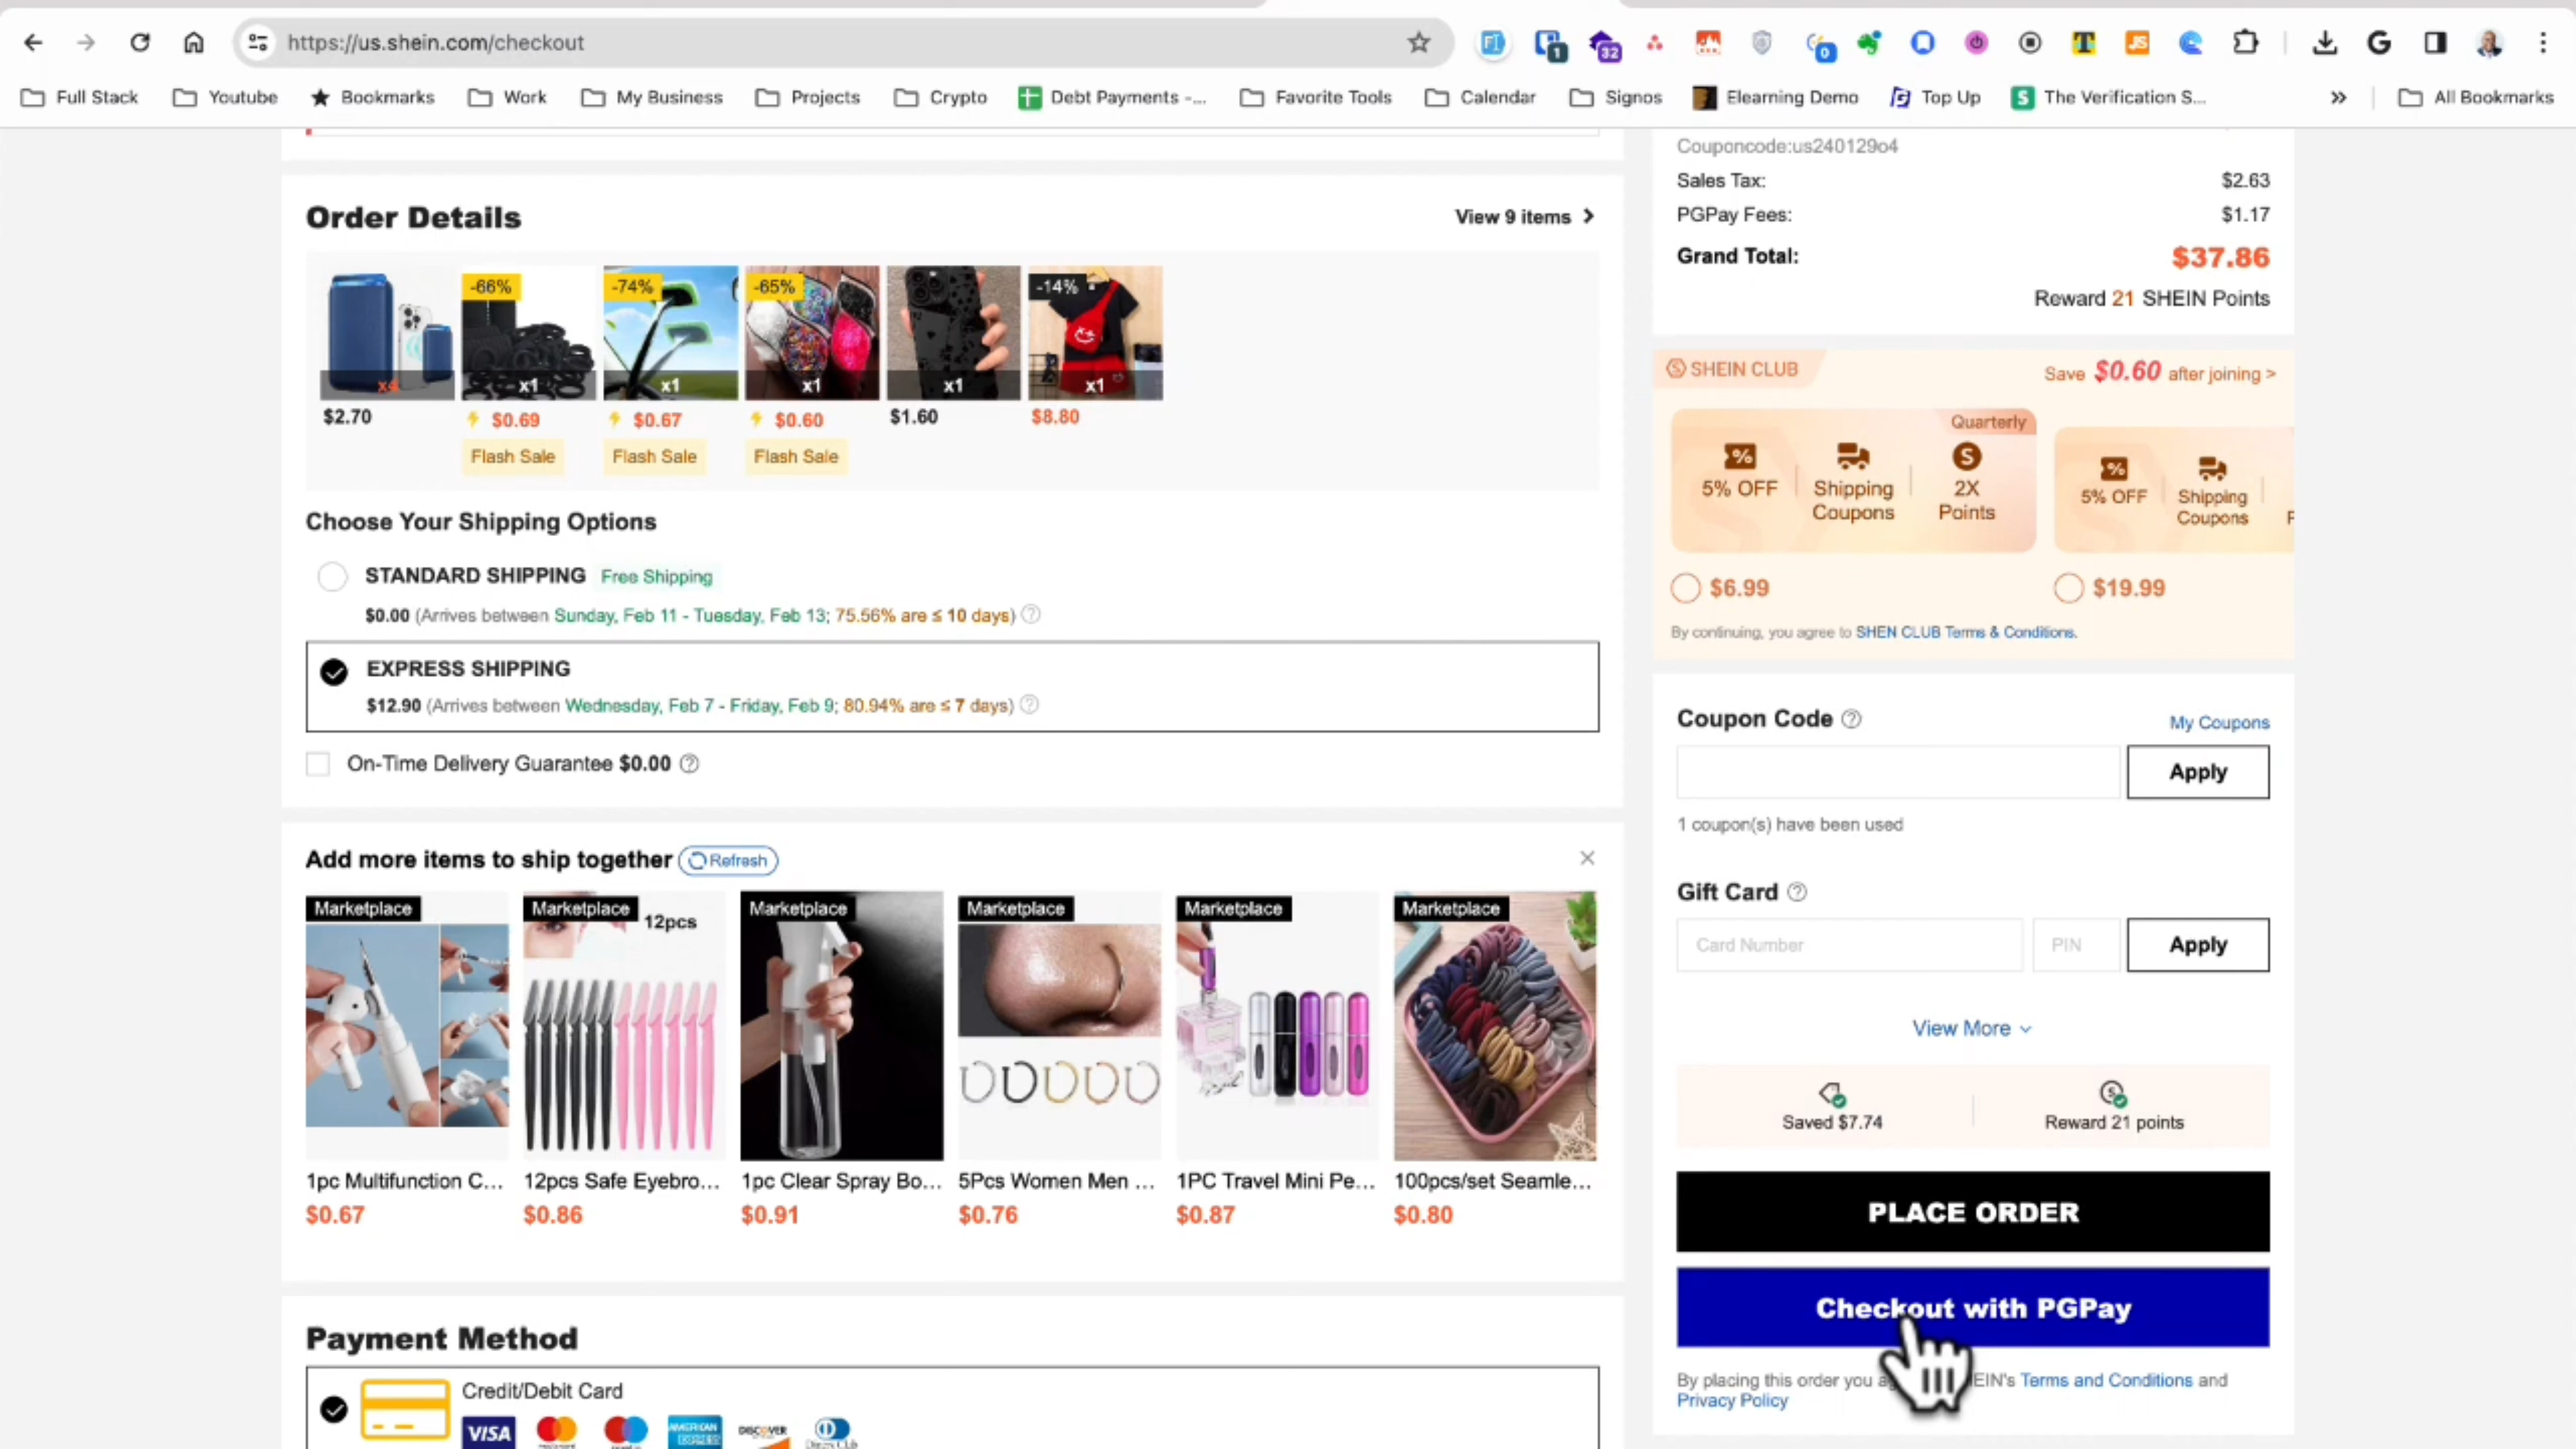 https://us.shein.com/checkout
1
32
0
Full Stack
Youtube
Bookmarks
Work
My Business
Projects
Crypto
Debt Payments -...
Favorite Tools
Calendar
Signos
Elearning Demo
Top Up
The Verification S...
»
All Bookmarks
Order Details
View 9 items
-66%
-74%
-65%
-14%
x4
x1
x1
x1
x1
x1
$2.70
$0.69
$0.67
$0.60
$1.60
$8.80
Flash Sale
Flash Sale
Flash Sale
Choose Your Shipping Options
STANDARD SHIPPING Free Shipping
$0.00 (Arrives between Sunday, Feb 11 - Tuesday, Feb 13; 75.56% are ≤ 10 days)
EXPRESS SHIPPING
$12.90 (Arrives between Wednesday, Feb 7 - Friday, Feb 9; 80.94% are ≤ 7 days)
On-Time Delivery Guarantee $0.00
Add more items to ship together Refresh
Marketplace
Marketplace
12pcs
Marketplace
Marketplace
Marketplace
Marketplace
1pc Multifunction C...
12pcs Safe Eyebro...
1pc Clear Spray Bo...
5Pcs Women Men ...
1PC Travel Mini Pe...
100pcs/set Seamle...
$0.67
$0.86
$0.91
$0.76
$0.87
$0.80
Payment Method
Credit/Debit Card
VISA
AMERICAN EXPRESS
DISCOVER
Diners Club
Couponcode:us240129o4
Sales Tax: $2.63
PGPay Fees: $1.17
Grand Total: $37.86
Reward 21 SHEIN Points
SHEIN CLUB
Save $0.60 after joining >
Quarterly
5% OFF
Shipping Coupons
2X Points
5% OFF
Shipping Coupons
$6.99
$19.99
By continuing, you agree to SHEIN CLUB Terms & Conditions.
Coupon Code
My Coupons
Apply
1 coupon(s) have been used
Gift Card
Card Number
PIN
Apply
View More
Saved $7.74
Reward 21 points
PLACE ORDER
Checkout with PGPay
By placing this order you a EIN's Terms and Conditions and
Privacy Policy